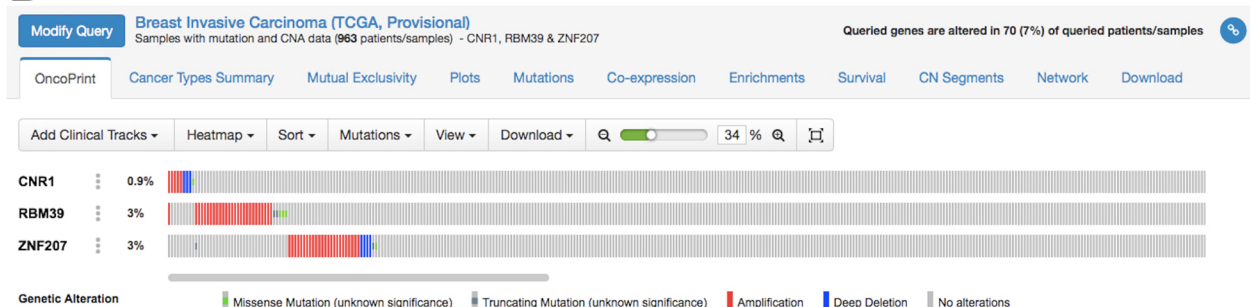 Modify Query
Breast Invasive Carcinoma (TCGA, Provisional)
Samples with mutation and CNA data (963 patients/samples) - CNR1, RBM39 & ZNF207
Queried genes are altered in 70 (7%) of queried patients/samples
OncoPrint Cancer Types Summary Mutual Exclusivity Plots Mutations Co-expression Enrichments Survival CN Segments Network Download
Add Clinical Tracks Heatmap Sort Mutations View Download 34 %
CNR1 0.9%
RBM39 3%
ZNF207 3%
Genetic Alteration Missense Mutation (unknown significance) Truncating Mutation (unknown significance) Amplification Deep Deletion No alterations